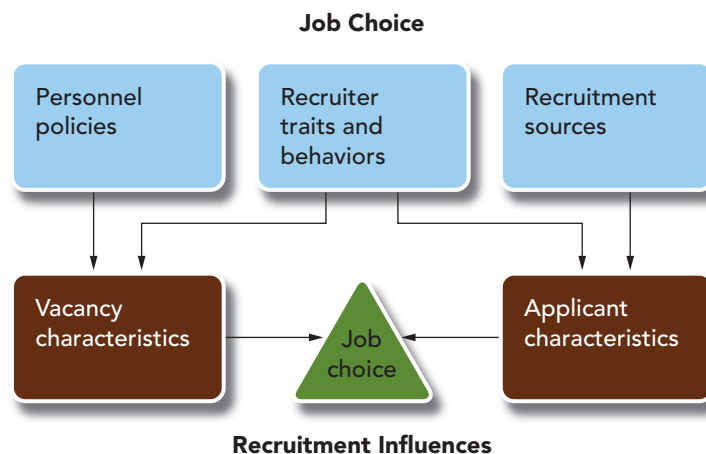 Job Choice
Personnel
policies
Recruiter
traits and
behaviors
Recruitment
sources
Vacancy
characteristics
Job
choice
Applicant
characteristics
Recruitment Influences